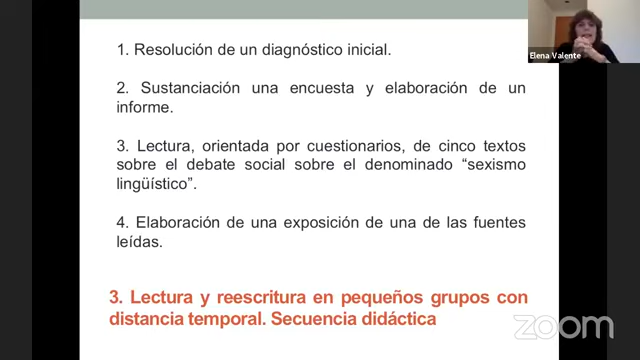 Elena Valente
1. Resolución de un diagnóstico inicial.
2. Sustanciación una encuesta y elaboración de un
informe.
3. Lectura, orientada por cuestionarios, de cinco textos
sobre el debate social sobre el denominado “sexismo
lingüístico”.
4. Elaboración de una exposición de una de las fuentes
leídas.
3. Lectura y reescritura en pequeños grupos con
distancia temporal. Secuencia didáctica
zoom